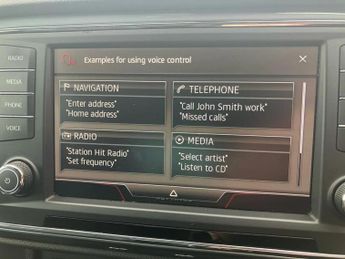 Examples for using voice control
NAVIGATION
"Enter address"
"Home address"
TELEPHONE
"Call John Smith work"
"Missed calls"
RADIO
"Station Hit Radio"
"Set frequency"
MEDIA
"Select artist"
"Listen to CD"
RADIO
MEDIA
PHONE
VOICE